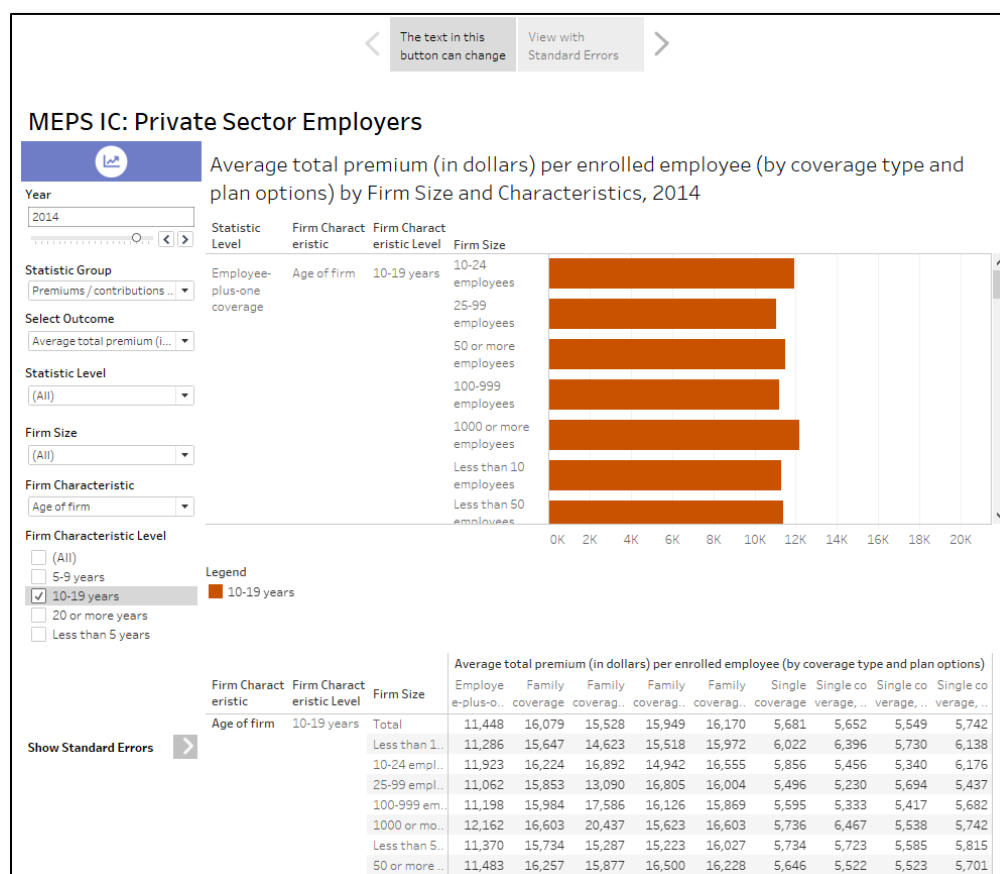 The text in this
button can change
View with
Standard Errors
MEPS IC: Private Sector Employers
Average total premium (in dollars) per enrolled employee (by coverage type and
plan options) by Firm Size and Characteristics, 2014
Year
2014
Statistic Group
Premiums / contributions ..
Select Outcome
Average total premium (i...
Statistic Level
(All)
Firm Size
(All)
Firm Characteristic
Age of firm
Firm Characteristic Level
(All)
5-9 years
10-19 years
20 or more years
Less than 5 years
Show Standard Errors
Statistic Firm Charact Firm Charact
Level eristic eristic Level Firm Size
Employee- Age of firm 10-19 years 10-24
plus-one employees
coverage 25-99
employees
50 or more
employees
100-999
employees
1000 or more
employees
Less than 10
employees
Less than 50
employees
0K 2K 4K 6K 8K 10K 12K 14K 16K 18K 20K
Legend
10-19 years
Average total premium (in dollars) per enrolled employee (by coverage type and plan options)
Firm Charact Firm Charact Employe Family Family Family Family Single Single co Single co Single co
eristic eristic Level Firm Size e-plus-o.. coverage coverag.. coverag.. coverag.. coverage verage, .. verage, .. verage, ..
Age of firm 10-19 years Total 11,448 16,079 15,528 15,949 16,170 5,681 5,652 5,549 5,742
Less than 1.. 11,286 15,647 14,623 15,518 15,972 6,022 6,396 5,730 6,138
10-24 empl.. 11,923 16,224 16,892 14,942 16,555 5,856 5,456 5,340 6,176
25-99 empl.. 11,062 15,853 13,090 16,805 16,004 5,496 5,230 5,694 5,437
100-999 em.. 11,198 15,984 17,586 16,126 15,869 5,595 5,333 5,417 5,682
1000 or mo.. 12,162 16,603 20,437 15,623 16,603 5,736 6,467 5,538 5,742
Less than 5.. 11,370 15,734 15,287 15,223 16,027 5,734 5,723 5,585 5,815
50 or more .. 11,483 16,257 15,877 16,500 16,228 5,646 5,522 5,523 5,701